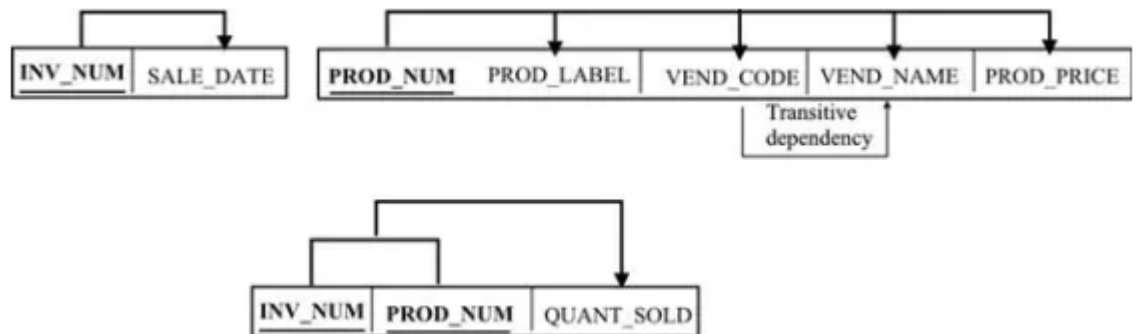 INV_NUM SALE_DATE
PROD_NUM PROD_LABEL VEND_CODE VEND_NAME PROD_PRICE
Transitive
dependency
INV_NUM PROD_NUM QUANT_SOLD